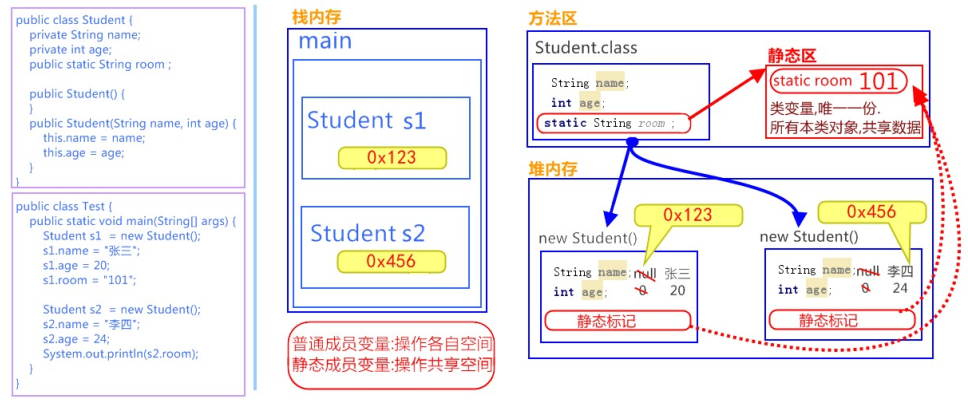 public class Student {
private String name;
private int age;
public static String room ;
public Student() {
}
public Student(String name, int age) {
this.name = name;
this.age = age;
}
}
public class Test {
public static void main(String[] args) {
Student s1 = new Student();
s1.name = "张三";
s1.age = 20;
s1.room = "101";
Student s2 = new Student();
s2.name = "李四";
s2.age = 24;
System.out.println(s2.room);
}
}
栈内存
main
Student s1
0x123
Student s2
0x456
普通成员变量:操作各自空间
静态成员变量:操作共享空间
方法区
Student.class
String name;
int age;
static String room ;
静态区
static room 101
类变量,唯一一份.
所有本类对象,共享数据
堆内存
0x123
new Student()
String name; null 张三
int age; 0 20
静态标记
0x456
new Student()
String name; null 李四
int age; 0 24
静态标记